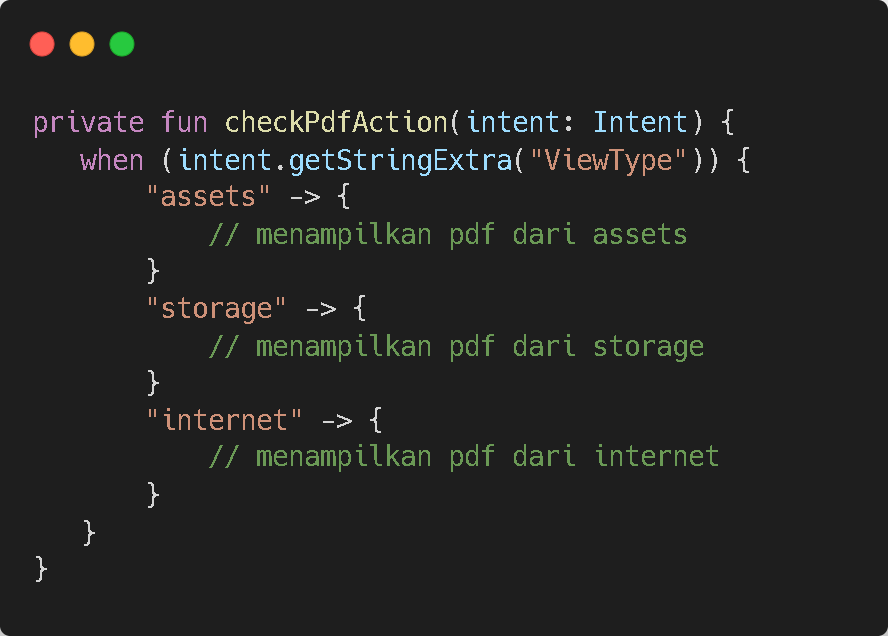 private fun checkPdfAction(intent: Intent) {
   when (intent.getStringExtra("ViewType")) {
       "assets" -> {
           // menampilkan pdf dari assets
       }
       "storage" -> {
           // menampilkan pdf dari storage
       }
       "internet" -> {
           // menampilkan pdf dari internet
       }
   }
}